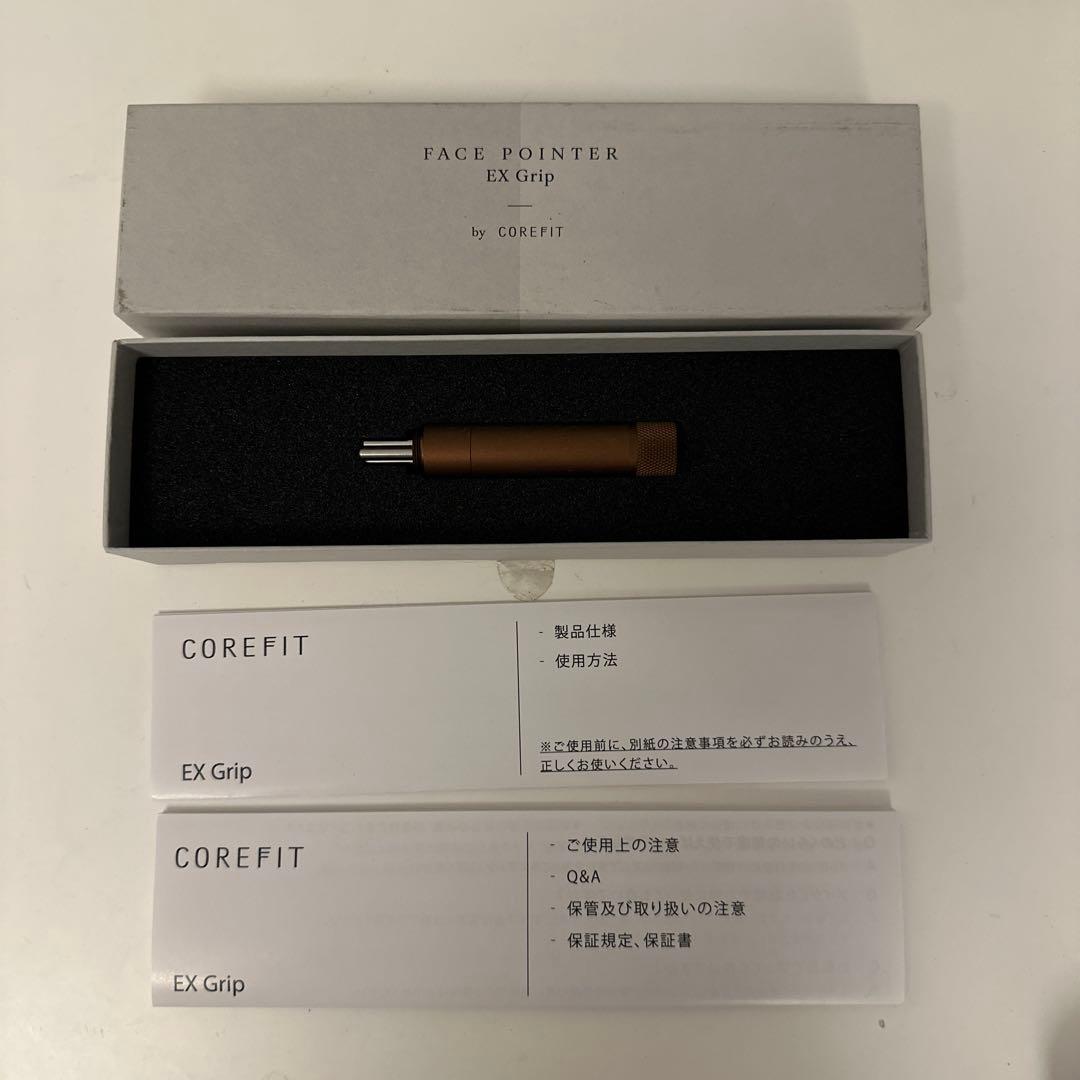 FACE POINTER
EX Grip
by COREFIT
COREFIT
- 製品仕様
- 使用方法
※ご使用前に、別紙の注意事項を必ずお読みのうえ、
正しくお使いください。
EX Grip
COREFIT
- ご使用上の注意
- Q&A
- 保管及び取り扱いの注意
- 保証規定、保証書
EX Grip